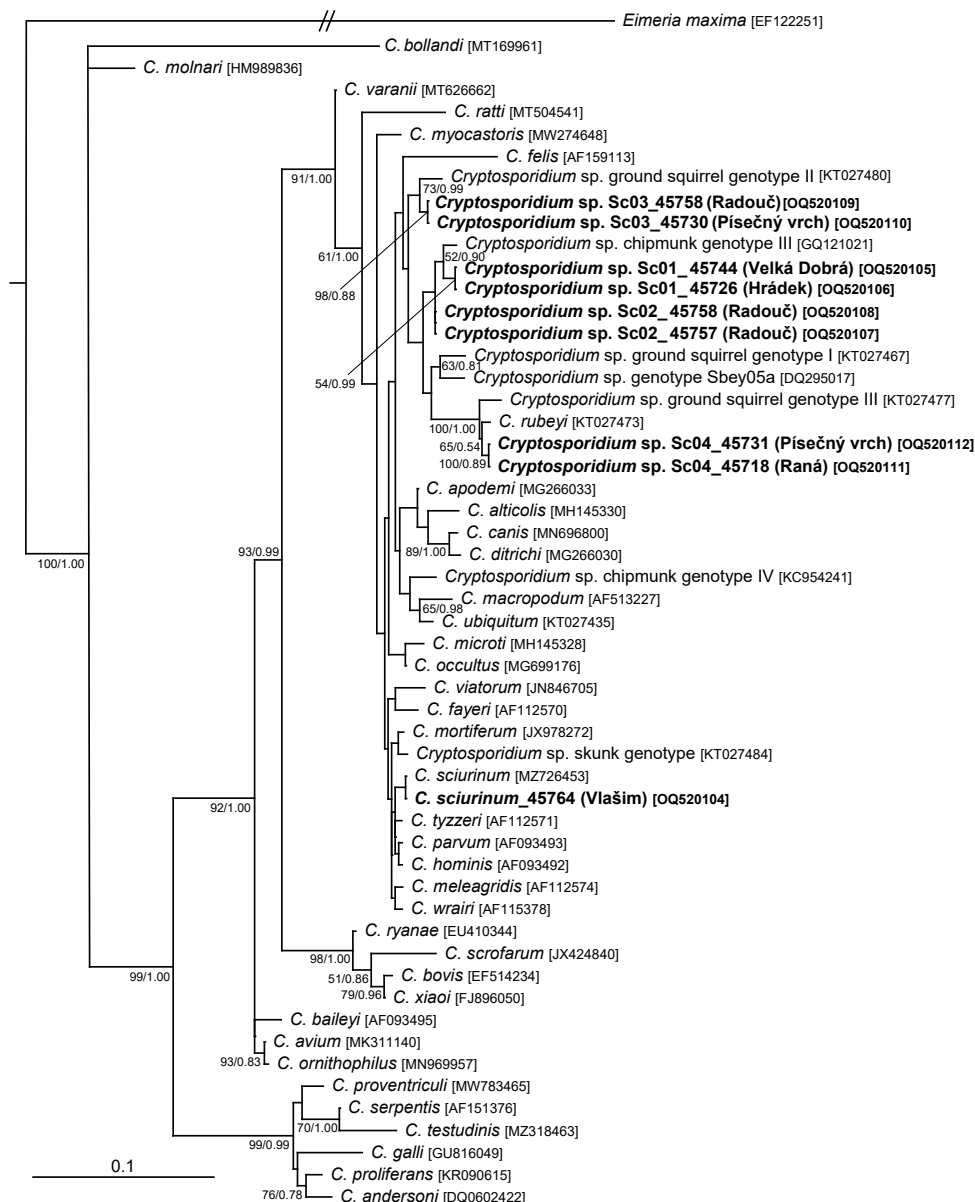 Eimeria maxima [EF122251]
C. bollandi [MT169961]
C. molnari [HM989836]
C. varanii [MT626662]
C. ratti [MT504541]
C. myocastoris [MW274648]
C. felis [AF159113]
91/1.00
Cryptosporidium sp. ground squirrel genotype II [KT027480]
73/0.99
Cryptosporidium sp. Sc03_45758 (Radouč) [OQ520109]
Cryptosporidium sp. Sc03_45730 (Písečný vrch) [OQ520110]
Cryptosporidium sp. chipmunk genotype III [GQ121021]
61/1.00
52/0.90
Cryptosporidium sp. Sc01_45744 (Velká Dobrá) [OQ520105]
Cryptosporidium sp. Sc01_45726 (Hrádek) [OQ520106]
98/0.88
Cryptosporidium sp. Sc02_45758 (Radouč) [OQ520108]
Cryptosporidium sp. Sc02_45757 (Radouč) [OQ520107]
Cryptosporidium sp. ground squirrel genotype I [KT027467]
63/0.81
Cryptosporidium sp. genotype Sbey05a [DQ295017]
54/0.99
Cryptosporidium sp. ground squirrel genotype III [KT027477]
C. rubeyi [KT027473]
100/1.00
Cryptosporidium sp. Sc04_45731 (Písečný vrch) [OQ520112]
65/0.54
Cryptosporidium sp. Sc04_45718 (Raná) [OQ520111]
100/0.89
C. apodemi [MG266033]
C. alticolis [MH145330]
C. canis [MN696800]
C. ditrichi [MG266030]
89/1.00
93/0.99
100/1.00
Cryptosporidium sp. chipmunk genotype IV [KC954241]
C. macropodum [AF513227]
65/0.98
C. ubiquitum [KT027435]
C. microti [MH145328]
C. occultus [MG699176]
C. viatorum [JN846705]
C. fayeri [AF112570]
C. mortiferum [JX978272]
Cryptosporidium sp. skunk genotype [KT027484]
C. sciurinum [MZ726453]
C. sciurinum_45764 (Vlašim) [OQ520104]
92/1.00
C. tyzzeri [AF112571]
C. parvum [AF093493]
C. hominis [AF093492]
C. meleagridis [AF112574]
C. wrairi [AF115378]
C. ryanae [EU410344]
C. scrofarum [JX424840]
98/1.00
99/1.00
51/0.86
C. bovis [EF514234]
79/0.96
C. xiaoi [FJ896050]
C. baileyi [AF093495]
C. avium [MK311140]
93/0.83
C. ornithophilus [MN969957]
C. proventriculi [MW783465]
C. serpentis [AF151376]
70/1.00
C. testudinis [MZ318463]
99/0.99
C. galli [GU816049]
0.1
C. proliferans [KR090615]
76/0.78
C. andersoni [DQ0602422]